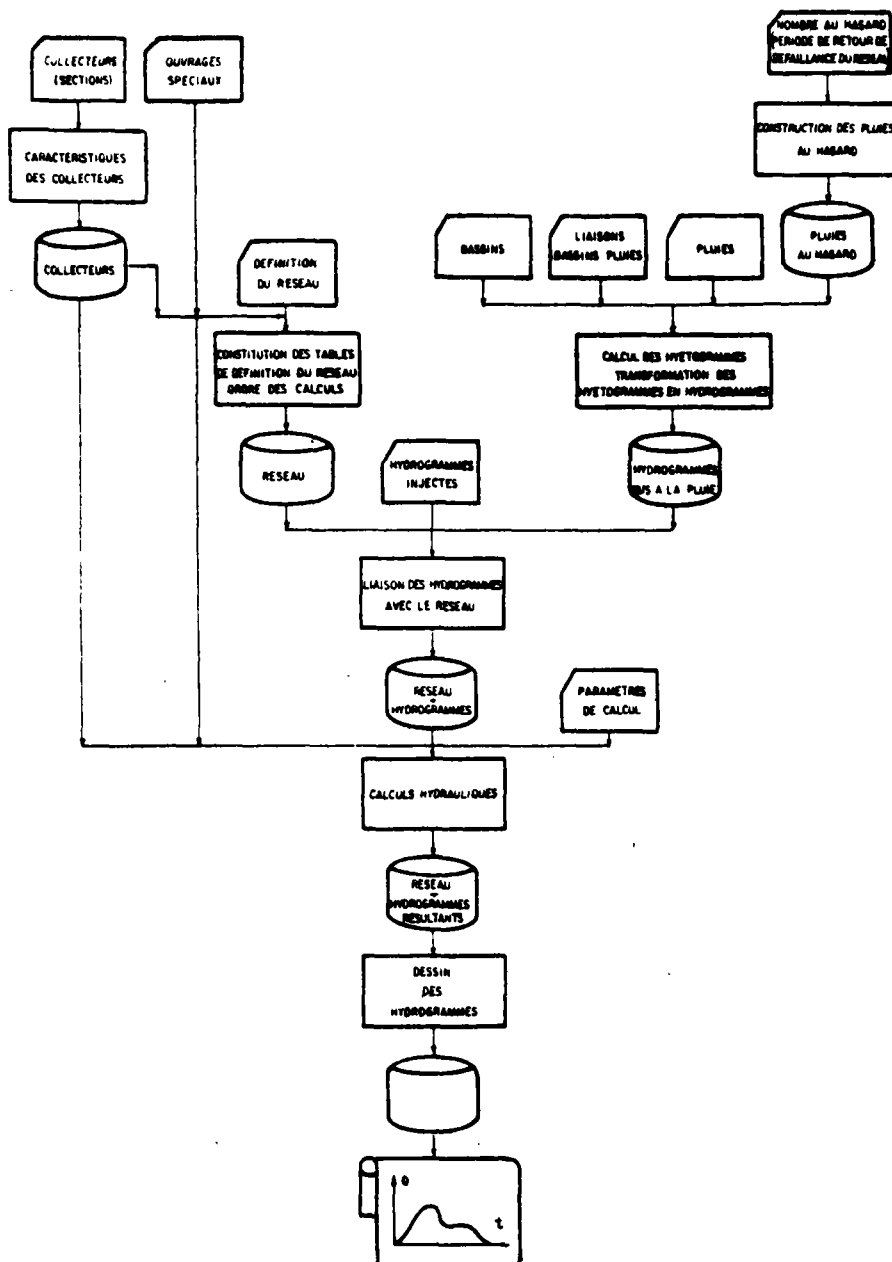 COLLECTEURS
(SECTIONS)
OUVRAGES
SPECIAUX
NOMBRE AU HASARD
PERIODE DE RETOUR DE
DEFAILLANCE DU RESEAU
CARACTERISTIQUES
DES COLLECTEURS
CONSTRUCTION DES PLUIES
AU HASARD
COLLECTEURS
DEFINITION
DU RESEAU
BASSINS
LIAISONS
BASSINS PLUIES
PLUIES
PLUIES
AU HASARD
CONSTITUTION DES TABLES
DE DEFINITION DU RESEAU
ORDRE DES CALCULS
CALCUL DES HYETOGRAMMES
TRANSFORMATION DES
HYETOGRAMMES EN HYDROGRAMMES
RESEAU
HYDROGRAMMES
INJECTES
HYDROGRAMMES
DUS A LA PLUIE
LIAISON DES HYDROGRAMMES
AVEC LE RESEAU
RESEAU
+
HYDROGRAMMES
PARAMETRES
DE CALCUL
CALCULS HYDRAULIQUES
RESEAU
+
HYDROGRAMMES
RESULTANTS
DESSIN
DES
HYDROGRAMMES
t